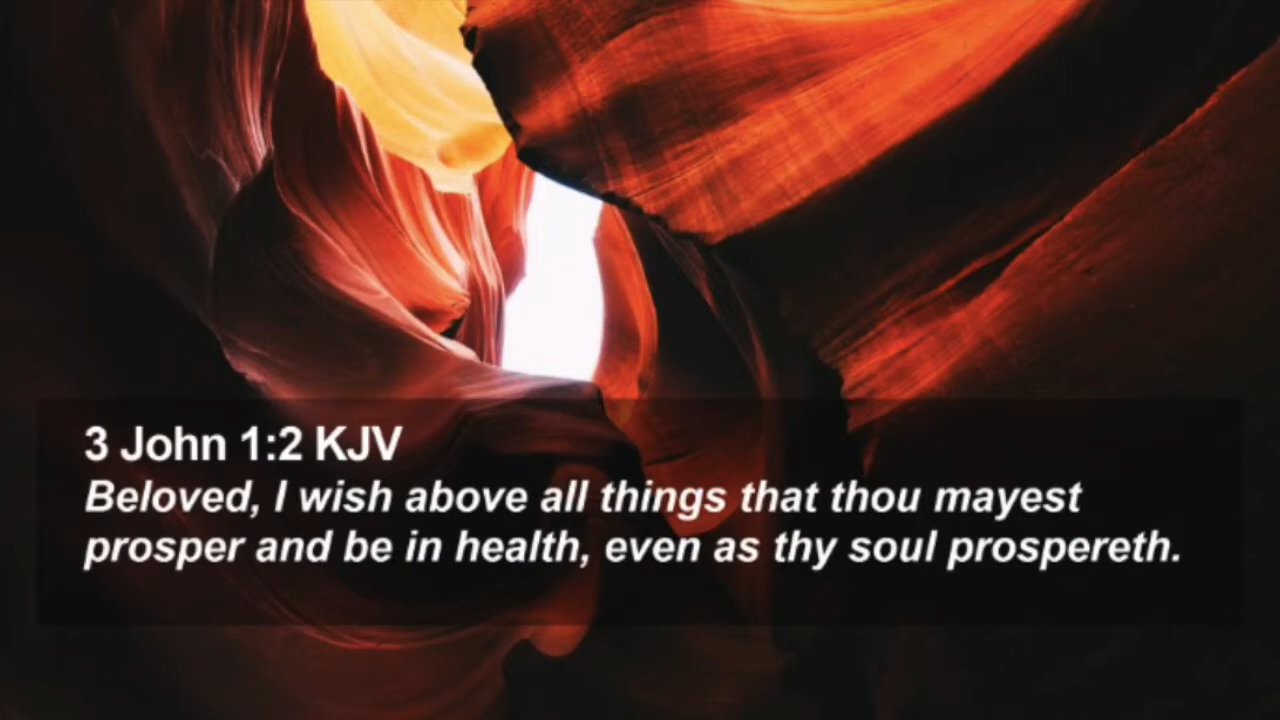 3 John 1:2 KJV
Beloved, I wish above all things that thou mayest
prosper and be in health, even as thy soul prospereth.